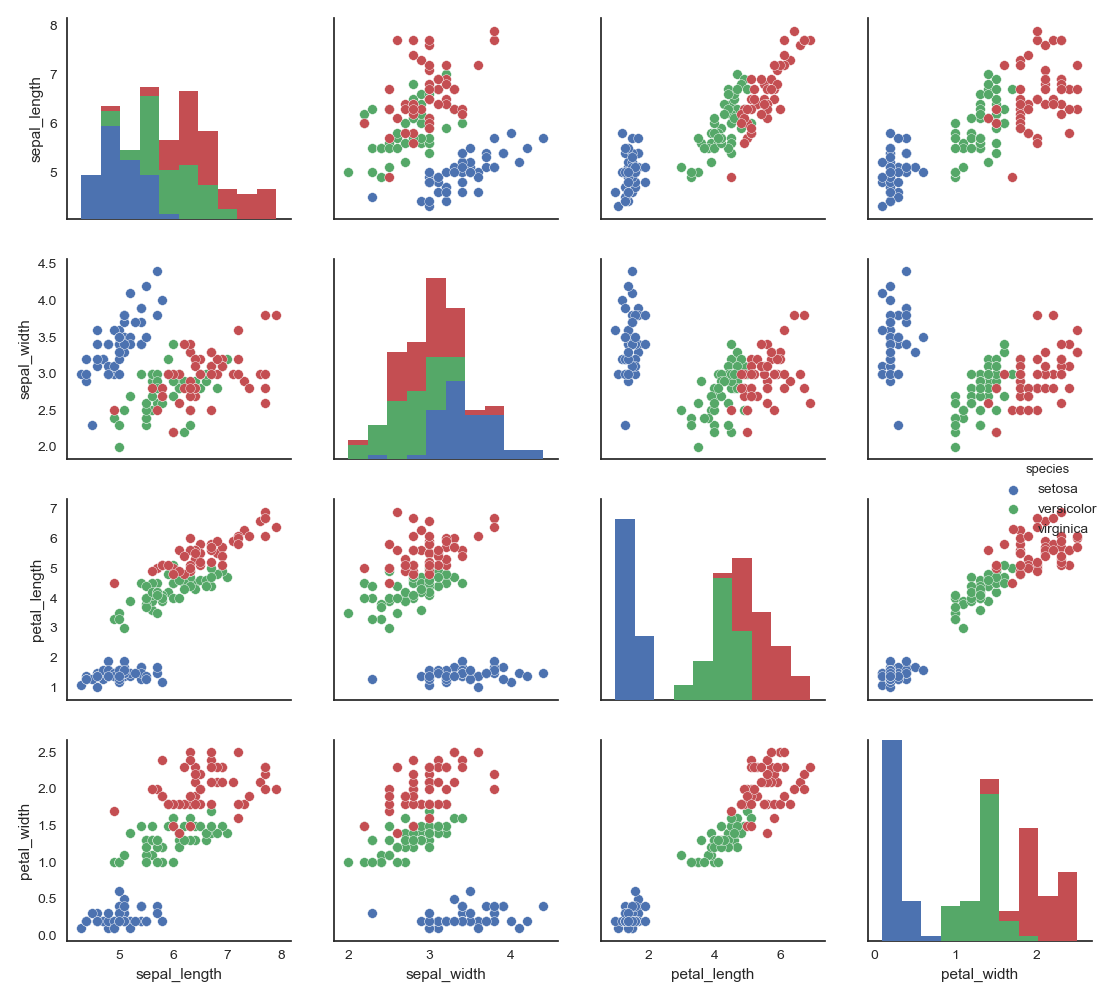 8
7
6
5
sepal_length
4.5
4.0
3.5
3.0
2.5
2.0
sepal_width
species
setosa
versicolor
virginica
7
6
5
4
3
2
1
petal_length
2.5
2.0
1.5
1.0
0.5
0.0
petal_width
5 6 7 8
2 3 4
2 4 6
0 1 2
sepal_length sepal_width petal_length petal_width